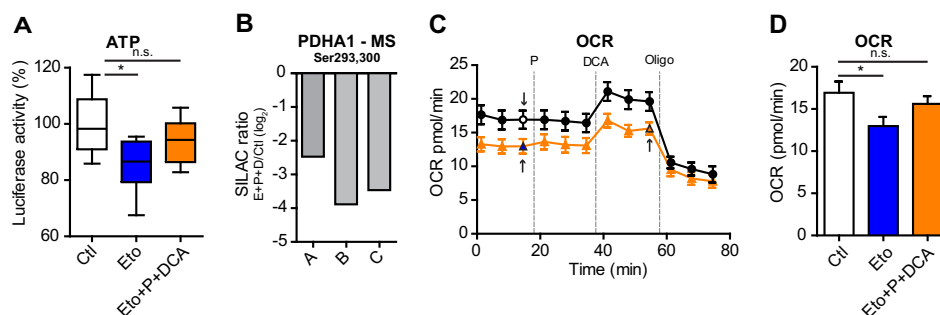 A
ATP
n.s.
*
Luciferase activity (%)
120
100
80
60
Ctl
Eto
Eto+P+DCA
B
PDHA1 - MS
Ser293,300
SILAC ratio
E+P+D/Ctl (log2)
0
-1
-2
-3
-4
-5
A
B
C
C
OCR
P
DCA
Oligo
OCR pmol/min
25
20
15
10
5
0
0
20
40
60
80
Time (min)
D
OCR
n.s.
*
OCR (pmol/min)
20
15
10
5
0
Ctl
Eto
Eto+P+DCA